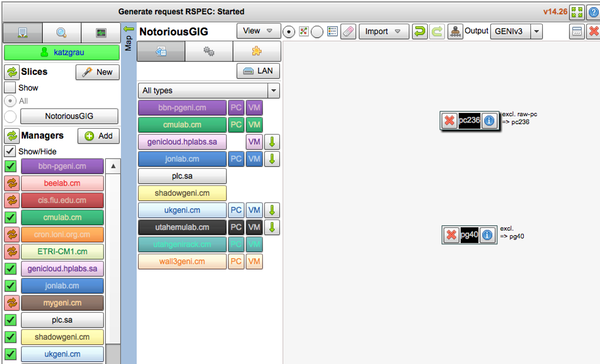 Generate request RSPEC: Started
v14.26
katzgrau
Slices
New
Show
All
NotoriousGIG
Managers
Add
Show/Hide
bbn-pgeni.cm
beelab.cm
cis.fiu.edu.cm
cmulab.cm
cron.loni.org.cm
ETRI-CM1.cm
genicloud.hplabs.sa
jonlab.cm
mygeni.cm
plc.sa
shadowgeni.cm
ukgeni.cm
Map
NotoriousGIG
View
Import
Output
GENIv3
LAN
All types
bbn-pgeni.cm PC VM
cmulab.cm PC VM
genicloud.hplabs.sa VM
jonlab.cm PC VM
plc.sa
shadowgeni.cm
ukgeni.cm PC VM
utahemulab.cm PC VM
utahgenirack.cm PC VM
wall3geni.cm PC VM
pc236
excl. raw-pc
=> pc236
pg40
excl.
=> pg40